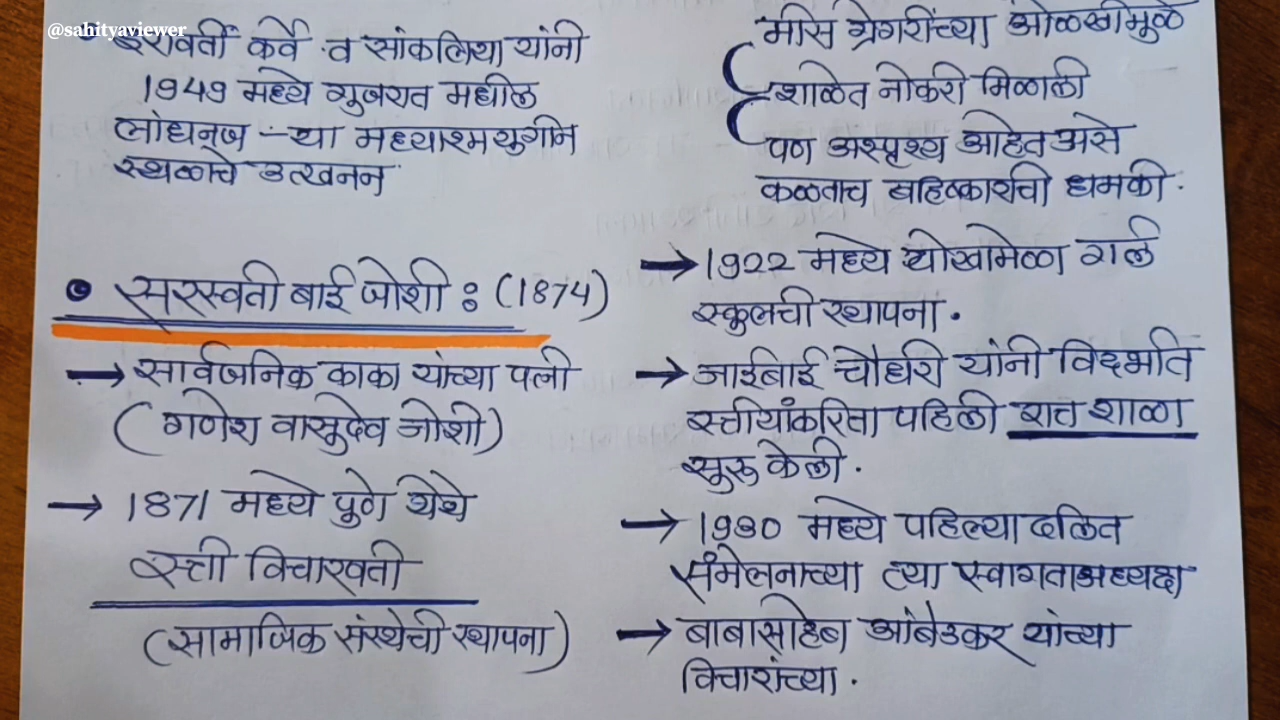 @sahityaviewer
• इरावती कर्वे व सांकलिया यांनी
1949 मध्ये गुजरात मधील
लांघनज -च्या मध्याश्मयुगीन
स्थळाचे उत्खनन
• सरस्वती बाई जोशी : (1874)
→ सार्वजनिक काका यांच्या पत्नी
(गणेश वासुदेव जोशी)
→ 1871 मध्ये पुणे येथे
स्त्री विचारवती
(सामाजिक संस्थेची स्थापना)
मिस ग्रेगरींच्या ओळखीमुळे
शाळेत नोकरी मिळाली
पण अस्पृश्य आहेत असे
कळताच बहिष्काराची धमकी.
→ 1922 मध्ये चोखामेळा गर्ल
स्कुलची स्थापना.
→ जाईबाई चौधरी यांनी विदर्भात
स्त्रीयांकरिता पहिली रात्र शाळा
सुरू केली.
→ 1930 मध्ये पहिल्या दलित
संमेलनाच्या त्या स्वागताअध्यक्ष
→ बाबासाहेब आंबेडकर यांच्या
विचारांच्या.